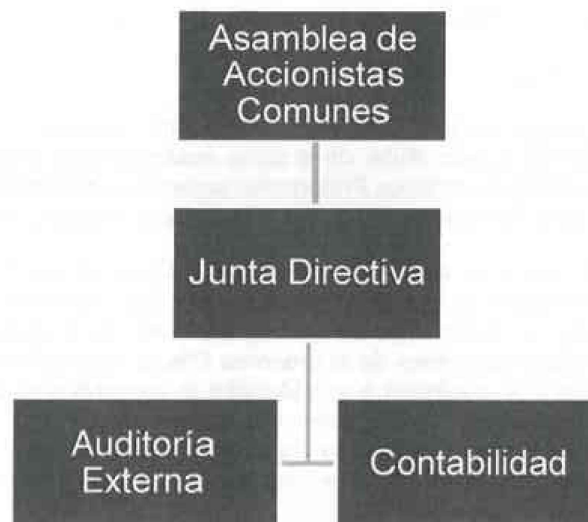 Asamblea de
Accionistas
Comunes
Junta Directiva
Auditoría
Externa
Contabilidad